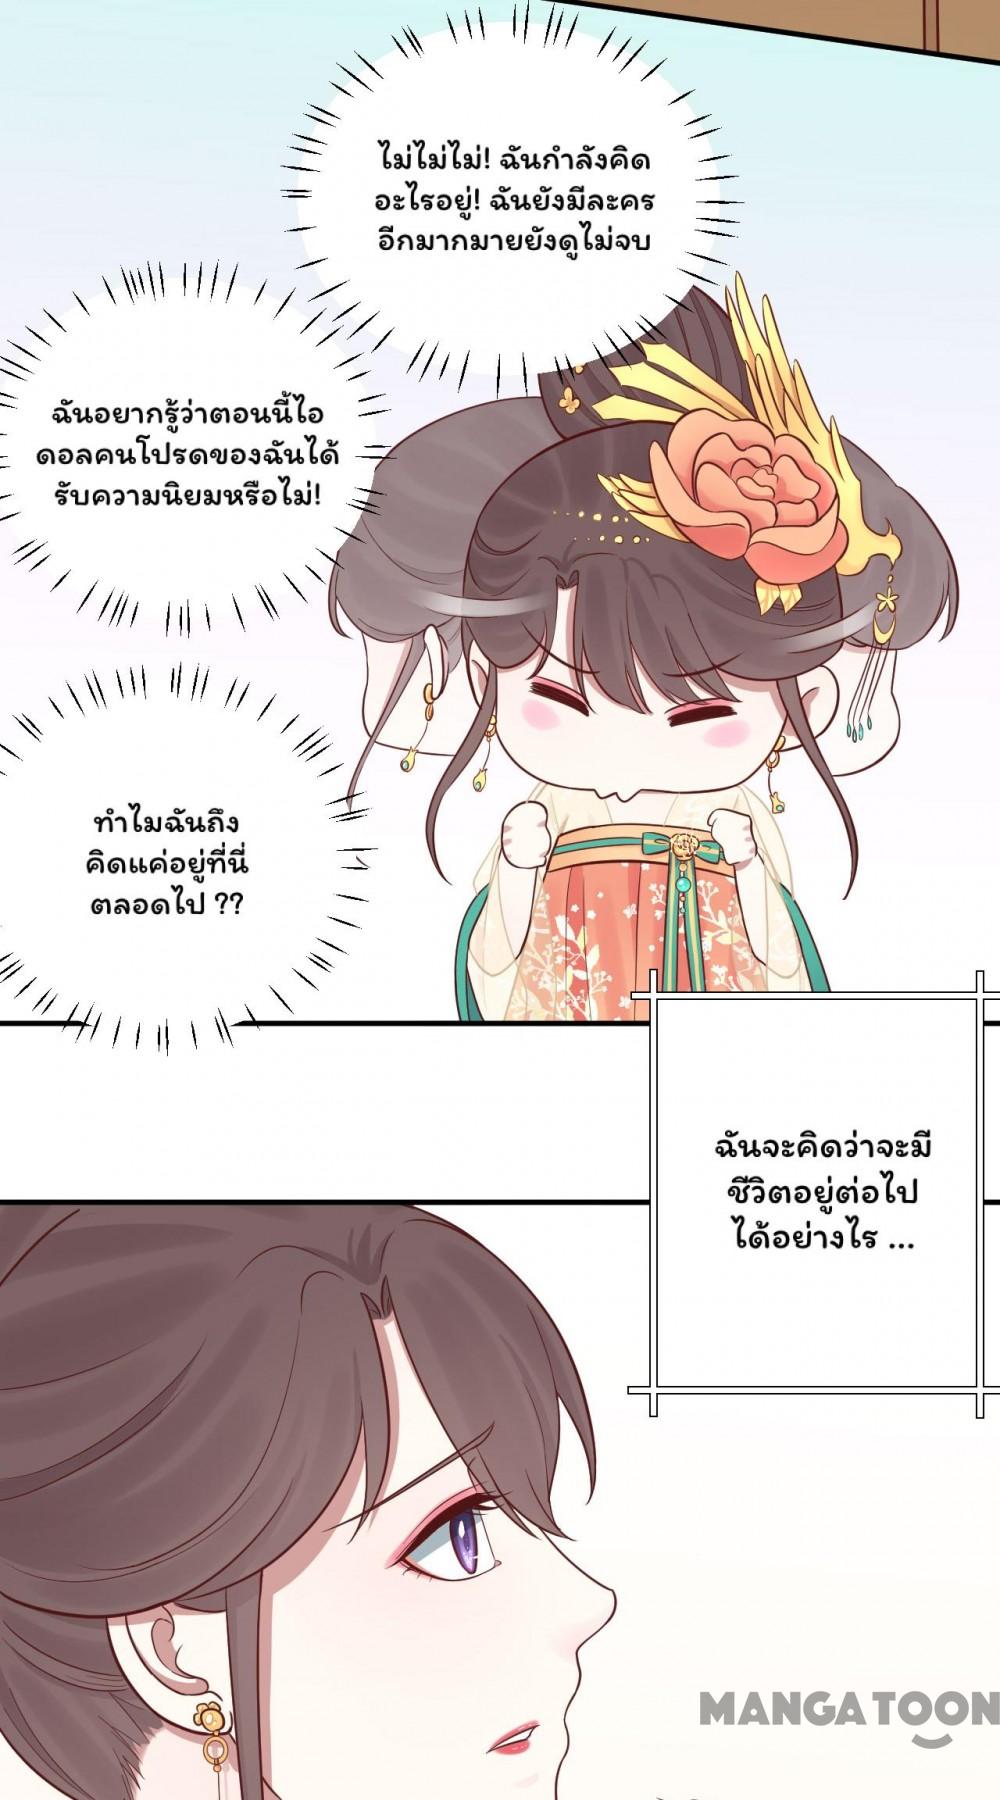 ไม่ไม่ไม่! ฉันกำลังคิด
อะไรอยู่! ฉันยังมีละคร
อีกมากมายยังดูไม่จบ
ฉันอยากรู้ว่าตอนนี้ไอ
ดอลคนโปรดของฉันได้
รับความนิยมหรือไม่!
ทำไมฉันถึง
คิดแค่อยู่ที่นี่
ตลอดไป ??
ฉันจะคิดว่าจะมี
ชีวิตอยู่ต่อไป
ได้อย่างไร ...
MANGATOON